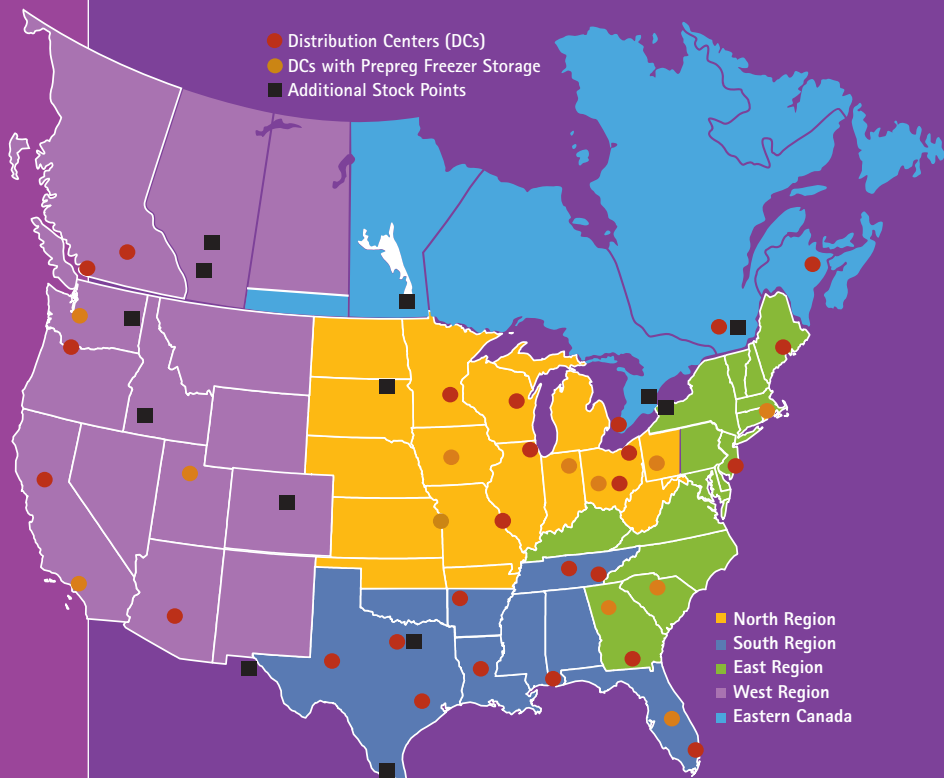 Distribution Centers (DCs)
DCs with Prepreg Freezer Storage
Additional Stock Points
North Region
South Region
East Region
West Region
Eastern Canada